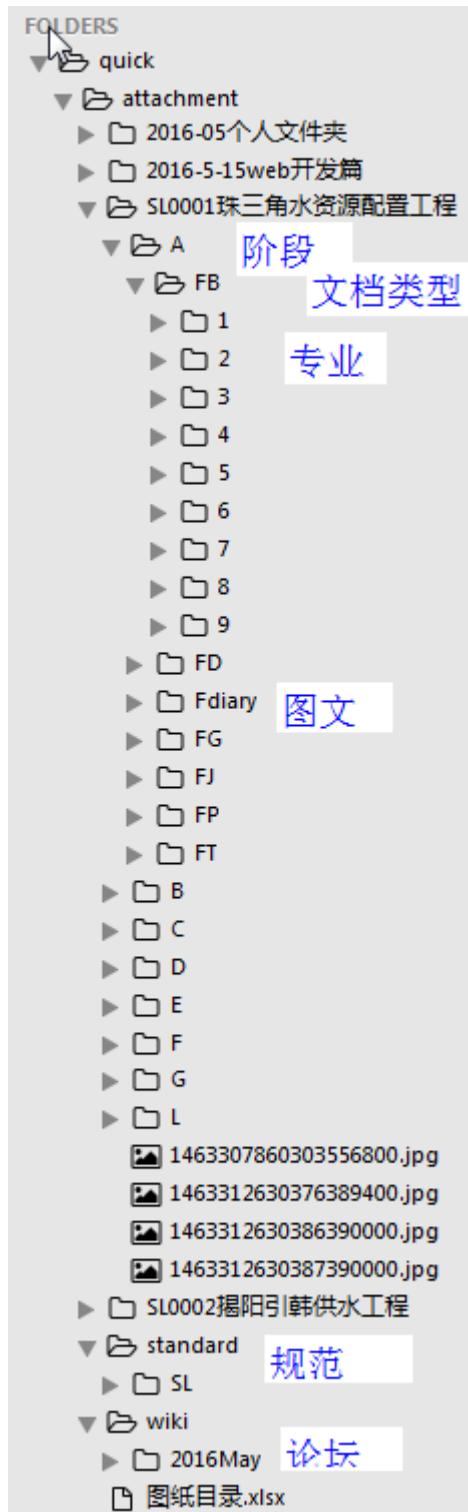 FOLDERS
quick
attachment
2016-05个人文件夹
2016-5-15web开发篇
SL0001珠三角水资源配置工程
A 阶段
FB 文档类型
1
2 专业
3
4
5
6
7
8
9
FD
Fdiary 图文
FG
FJ
FP
FT
B
C
D
E
F
G
L
1463307860303556800.jpg
1463312630376389400.jpg
1463312630386390000.jpg
1463312630387390000.jpg
SL0002揭阳引韩供水工程
standard 规范
SL
wiki
2016May 论坛
图纸目录.xlsx